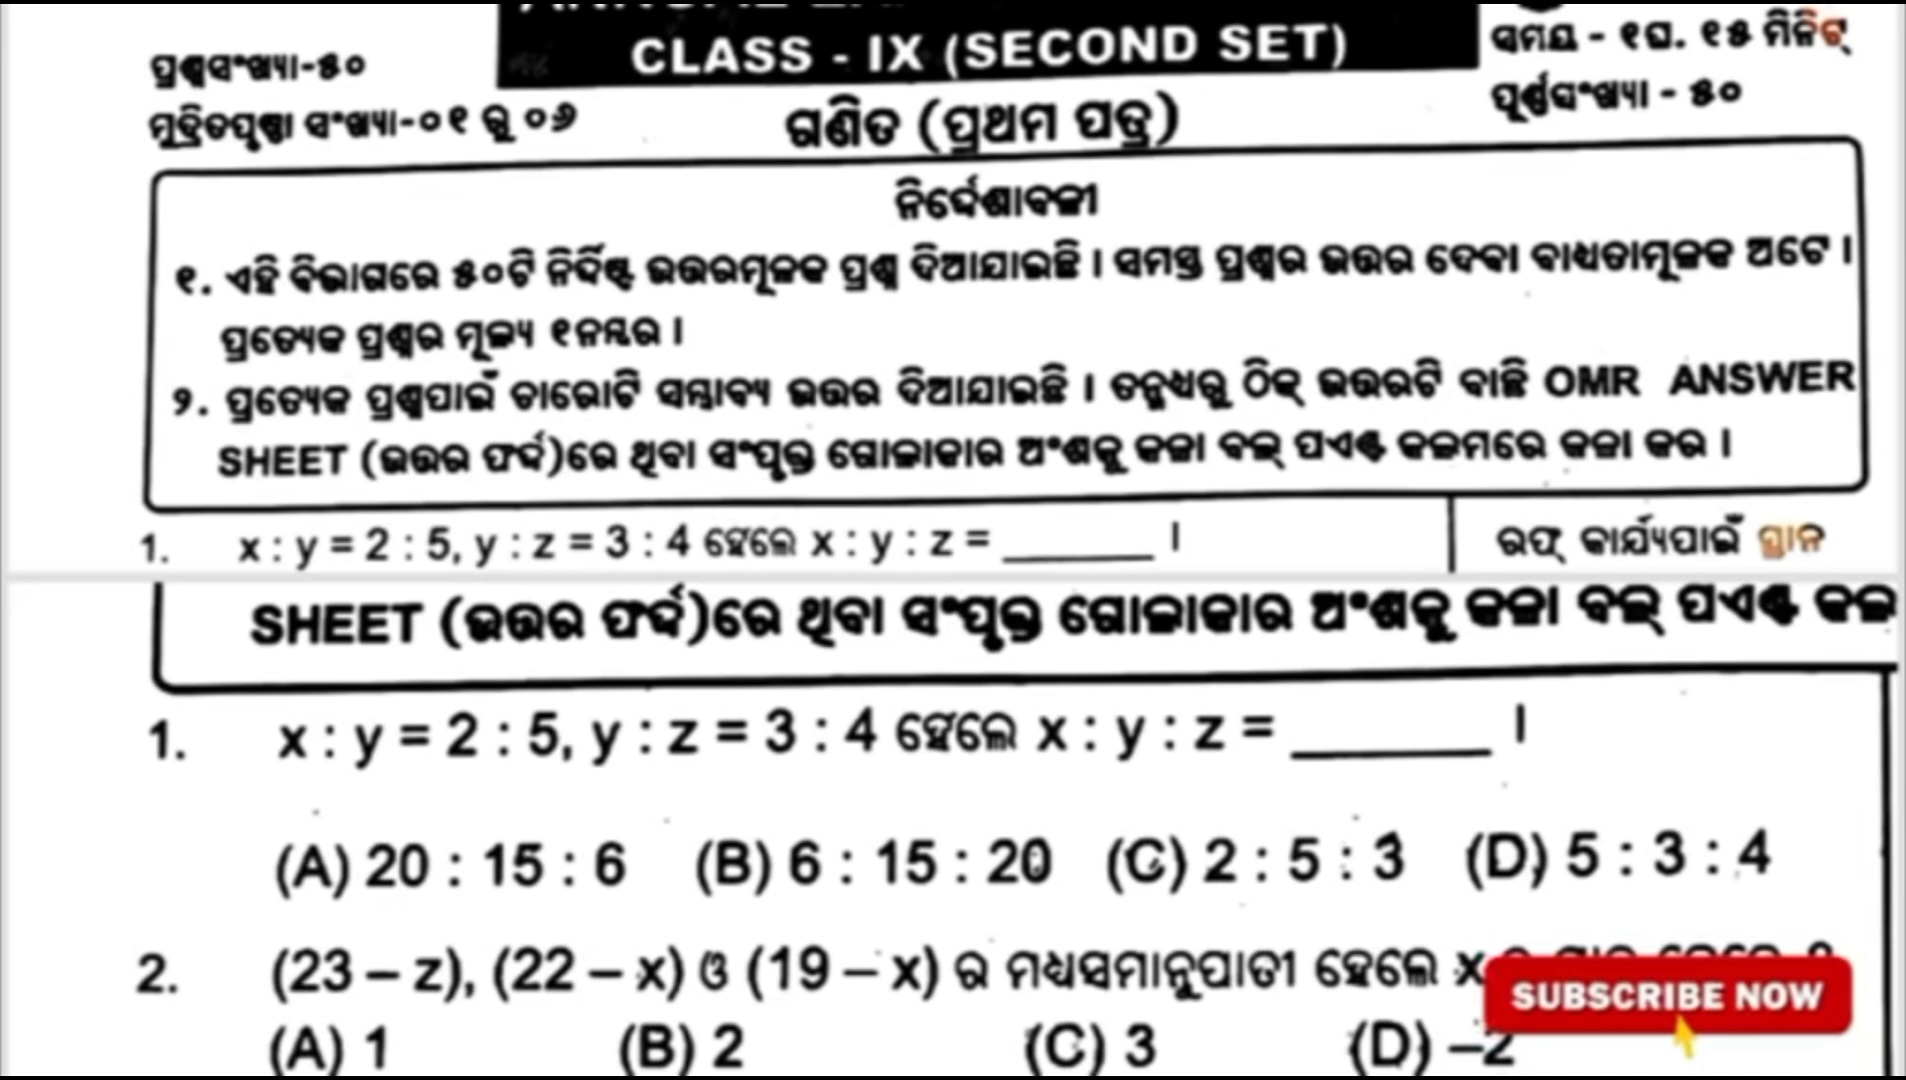 CLASS - IX (SECOND SET)
ସମୟ - ୧ଘ. ୧୫ ମିନିଟ୍
ପ୍ରଶ୍ନସଂଖ୍ୟା-୫୦
ପୂର୍ଣ୍ଣସଂଖ୍ୟା - ୫୦
ମୁଦ୍ରିତପୃଷ୍ଠା ସଂଖ୍ୟା-୦୧ ରୁ ୦୬
ଗଣିତ (ପ୍ରଥମ ପତ୍ର)
ନିର୍ଦ୍ଦେଶାବଳୀ
୧. ଏହି ବିଭାଗରେ ୫୦ଟି ନିର୍ଦ୍ଦିଷ୍ଟ ଉତ୍ତରମୂଳକ ପ୍ରଶ୍ନ ଦିଆଯାଇଛି । ସମସ୍ତ ପ୍ରଶ୍ନର ଉତ୍ତର ଦେବା ବାଧ୍ୟତାମୂଳକ ଅଟେ ।
ପ୍ରତ୍ୟେକ ପ୍ରଶ୍ନର ମୂଲ୍ୟ ୧ନମ୍ବର ।
୨. ପ୍ରତ୍ୟେକ ପ୍ରଶ୍ନପାଇଁ ଚାରୋଟି ସମ୍ଭାବ୍ୟ ଉତ୍ତର ଦିଆଯାଇଛି । ତନ୍ମଧ୍ୟରୁ ଠିକ୍ ଉତ୍ତରଟି ବାଛି OMR ANSWER
SHEET (ଉତ୍ତର ଫର୍ଦ୍ଦ)ରେ ଥିବା ସଂପୃକ୍ତ ଗୋଲାକାର ଅଂଶକୁ କଳା ବଲ୍ ପଏଣ୍ଟ କଲମରେ କଳା କର ।
1. x : y = 2 : 5, y : z = 3 : 4 ହେଲେ x : y : z = ______ ।
ରଫ୍ କାର୍ଯ୍ୟପାଇଁ ସ୍ଥାନ
SHEET (ଉତ୍ତର ଫର୍ଦ୍ଦ)ରେ ଥିବା ସଂପୃକ୍ତ ଗୋଲାକାର ଅଂଶକୁ କଳା ବଲ୍ ପଏଣ୍ଟ କଲ
1. x : y = 2 : 5, y : z = 3 : 4 ହେଲେ x : y : z = ______ ।
(A) 20 : 15 : 6 (B) 6 : 15 : 20 (C) 2 : 5 : 3 (D) 5 : 3 : 4
2. (23 – z), (22 – x) ଓ (19 – x) ର ମଧ୍ୟସମାନୁପାତୀ ହେଲେ x
SUBSCRIBE NOW
(A) 1 (B) 2 (C) 3 (D) –2